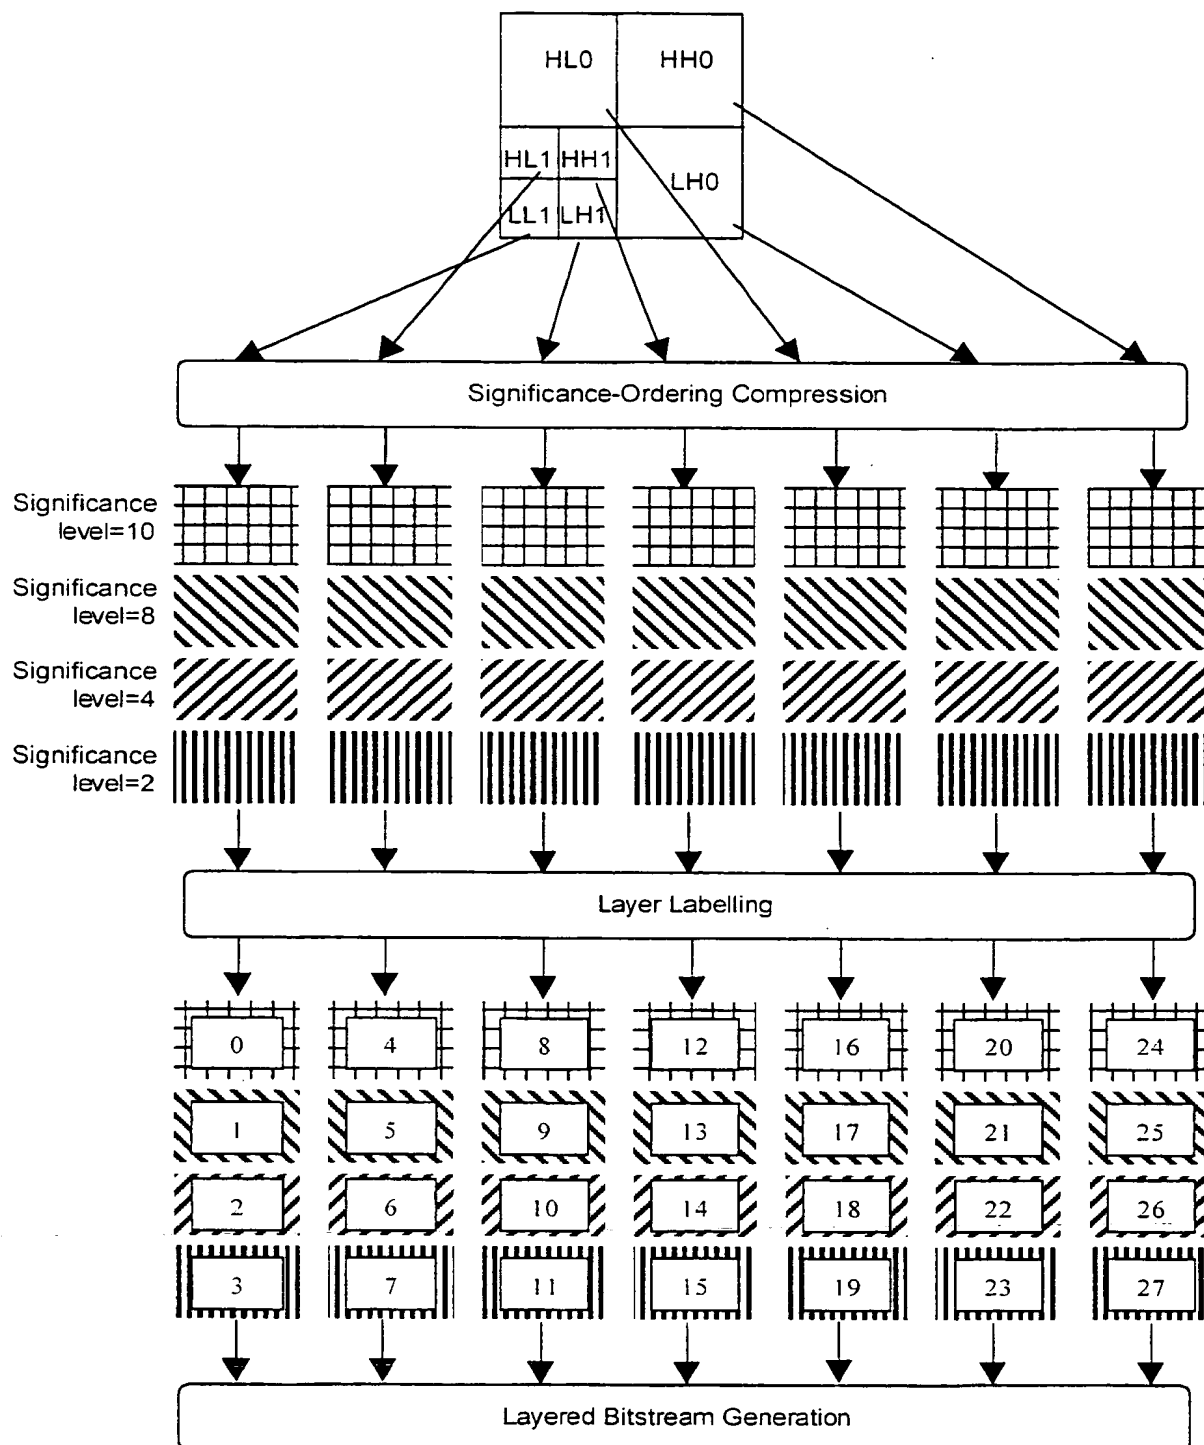 HL0 HH0
HL1 HH1
LH0
LL1 LH1
Significance-Ordering Compression
Significance
level=10
Significance
level=8
Significance
level=4
Significance
level=2
Layer Labelling
0 4 8 12 16 20 24
1 5 9 13 17 21 25
2 6 10 14 18 22 26
3 7 11 15 19 23 27
Layered Bitstream Generation